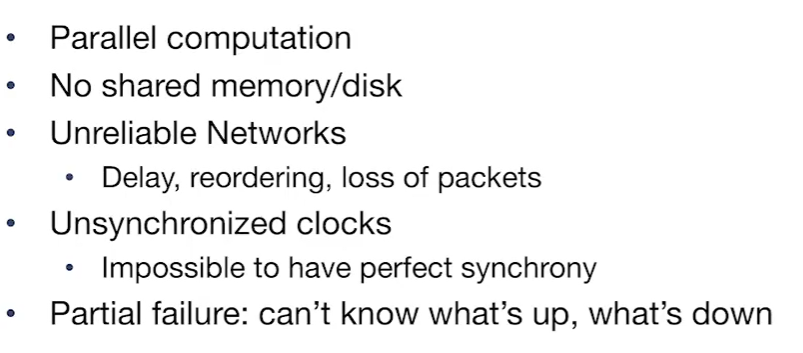 • Parallel computation
• No shared memory/disk
• Unreliable Networks
• Delay, reordering, loss of packets
• Unsynchronized clocks
• Impossible to have perfect synchrony
• Partial failure: can’t know what’s up, what’s down